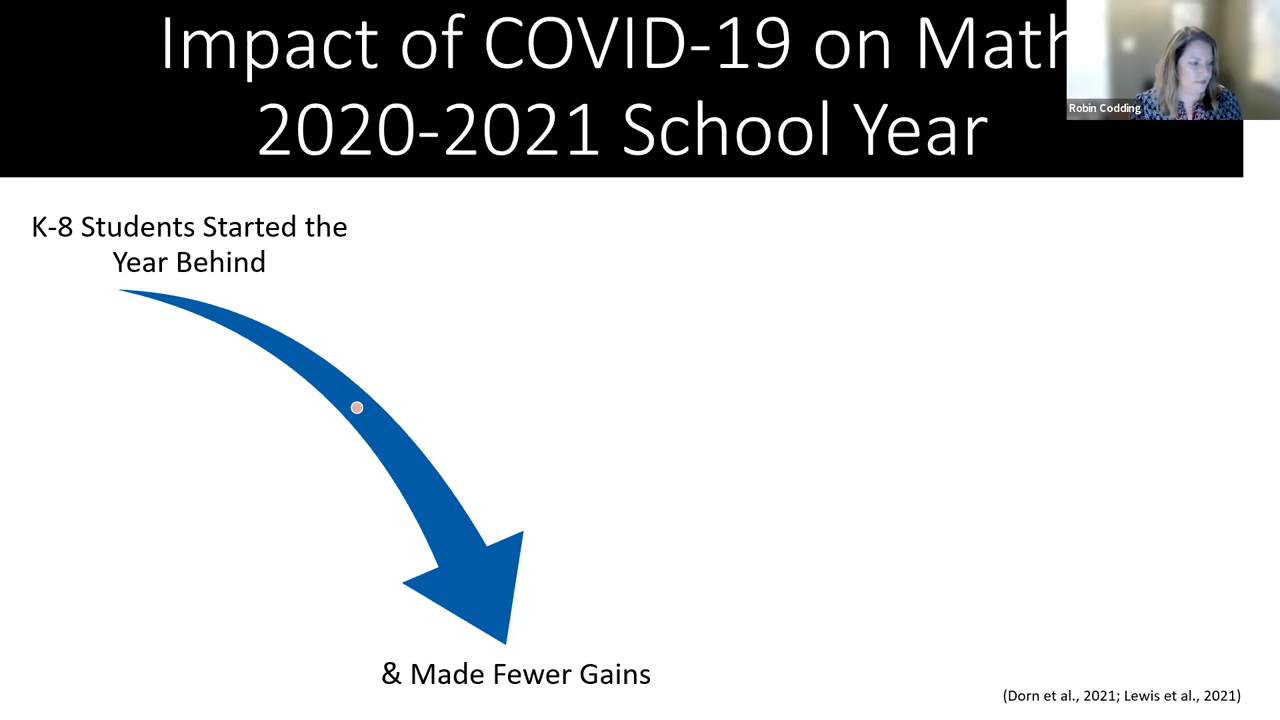 Impact of COVID-19 on Math
2020-2021 School Year
Robin Codding
K-8 Students Started the
Year Behind
& Made Fewer Gains
(Dorn et al., 2021; Lewis et al., 2021)